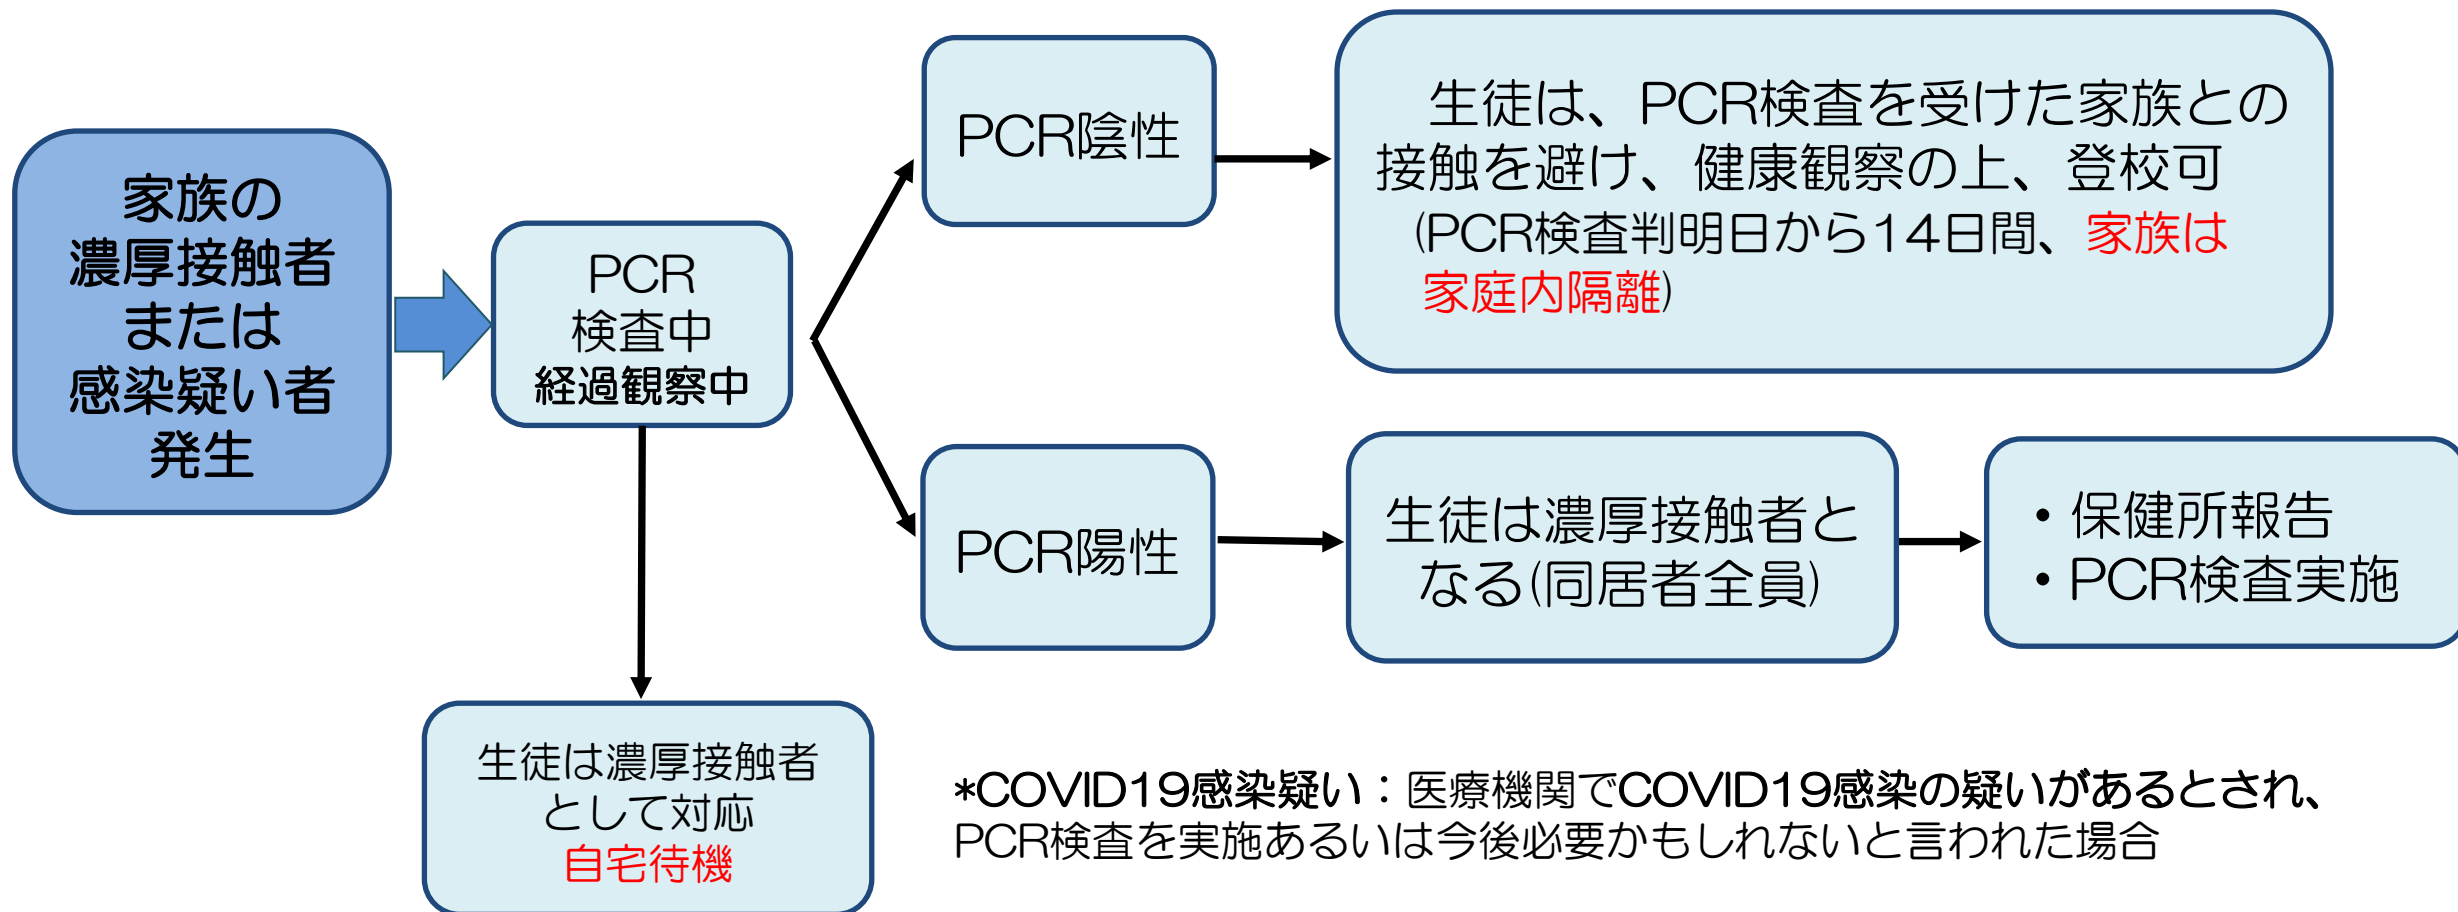 家族の
濃厚接触者
または
感染疑い者
発生
PCR
検査中
経過観察中
PCR陰性
生徒は、PCR検査を受けた家族との
接触を避け、健康観察の上、登校可
(PCR検査判明日から14日間、家族は
家庭内隔離)
PCR陽性
生徒は濃厚接触者と
なる(同居者全員)
・保健所報告
・PCR検査実施
生徒は濃厚接触者
として対応
自宅待機
*COVID19感染疑い：医療機関でCOVID19感染の疑いがあるとされ、
PCR検査を実施あるいは今後必要かもしれないと言われた場合